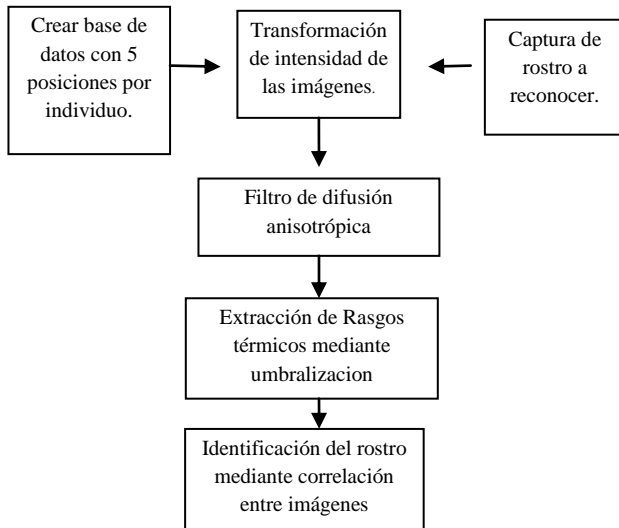 Crear base de
datos con 5
posiciones por
individuo.
Transformación
de intensidad de
las imágenes.
Captura de
rostro a
reconocer.
Filtro de difusión
anisotrópica
Extracción de Rasgos
térmicos mediante
umbralizacion
Identificación del rostro
mediante correlación
entre imágenes